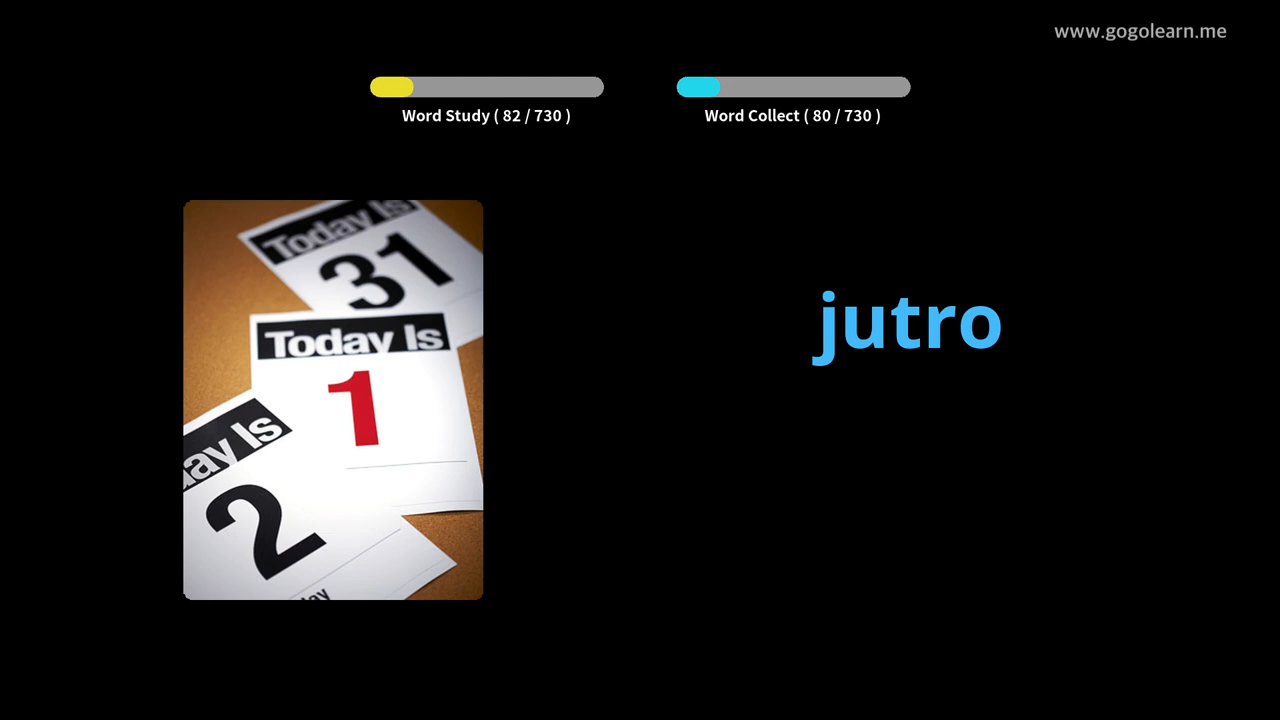 www.gogolearn.me
Word Study ( 82 / 730 )
Word Collect ( 80 / 730 )
Today Is
31
Today Is
1
day Is
2
jutro